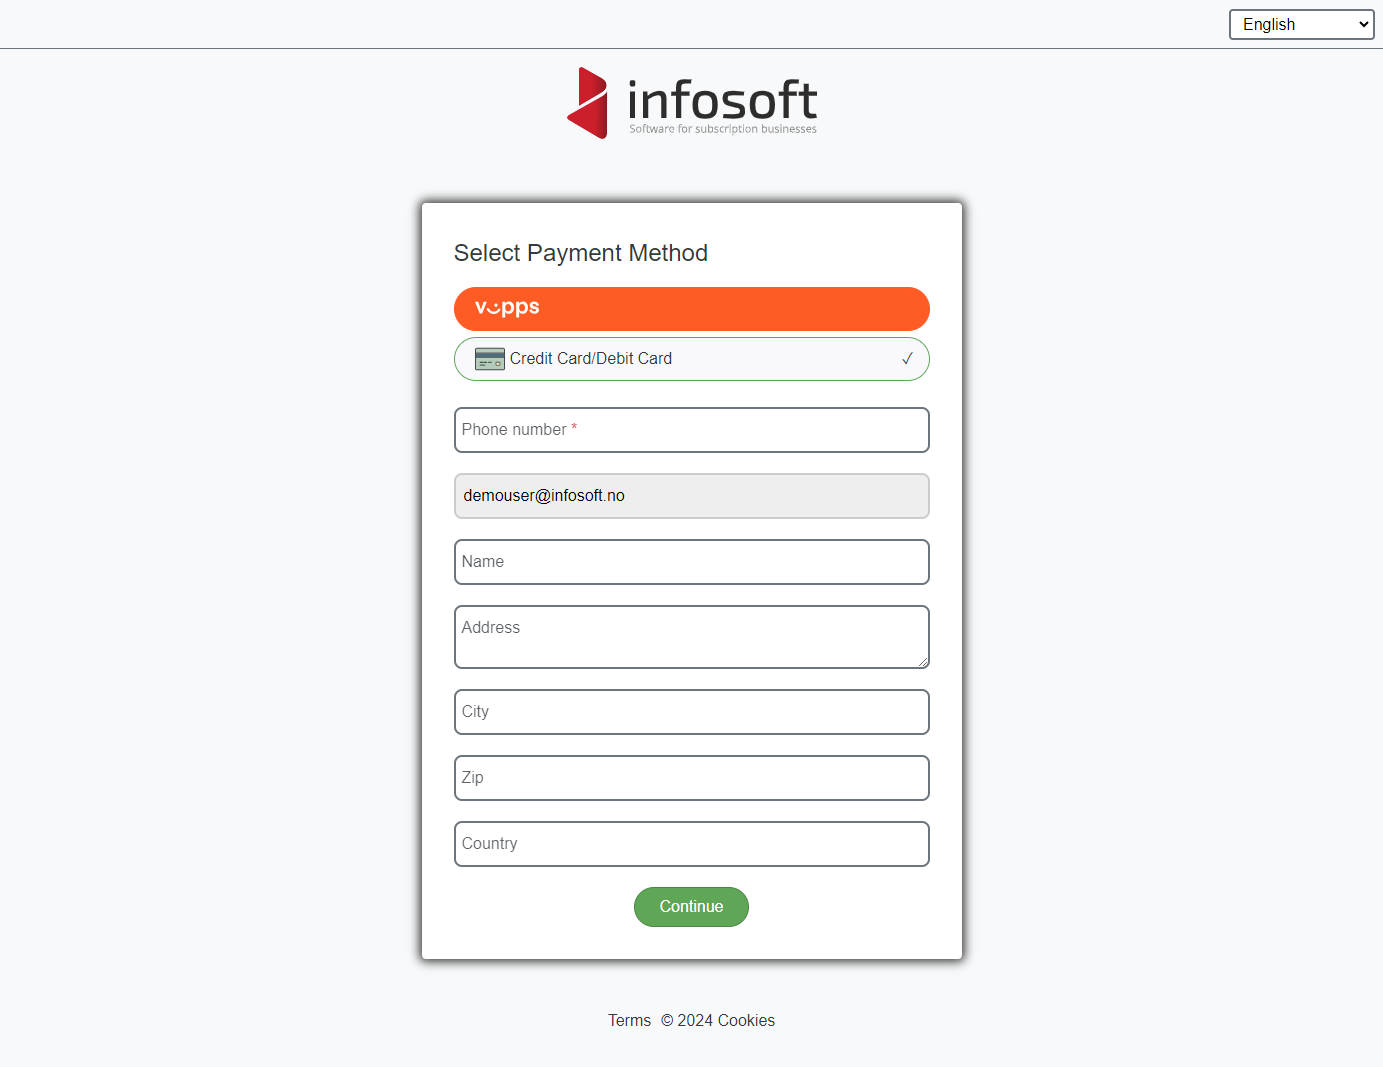 English
infosoft
Software for subscription businesses
Select Payment Method
vipps
Credit Card/Debit Card ✓
Phone number *
demouser@infosoft.no
Name
Address
City
Zip
Country
Continue
Terms © 2024 Cookies